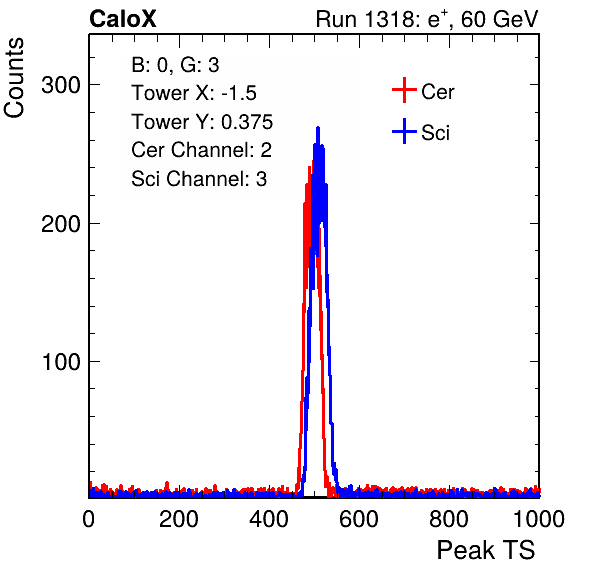 CaloX Run 1318: e⁺, 60 GeV
Counts
B: 0, G: 3
Tower X: -1.5
Tower Y: 0.375
Cer Channel: 2
Sci Channel: 3
Cer
Sci
300
200
100
0 200 400 600 800 1000
Peak TS